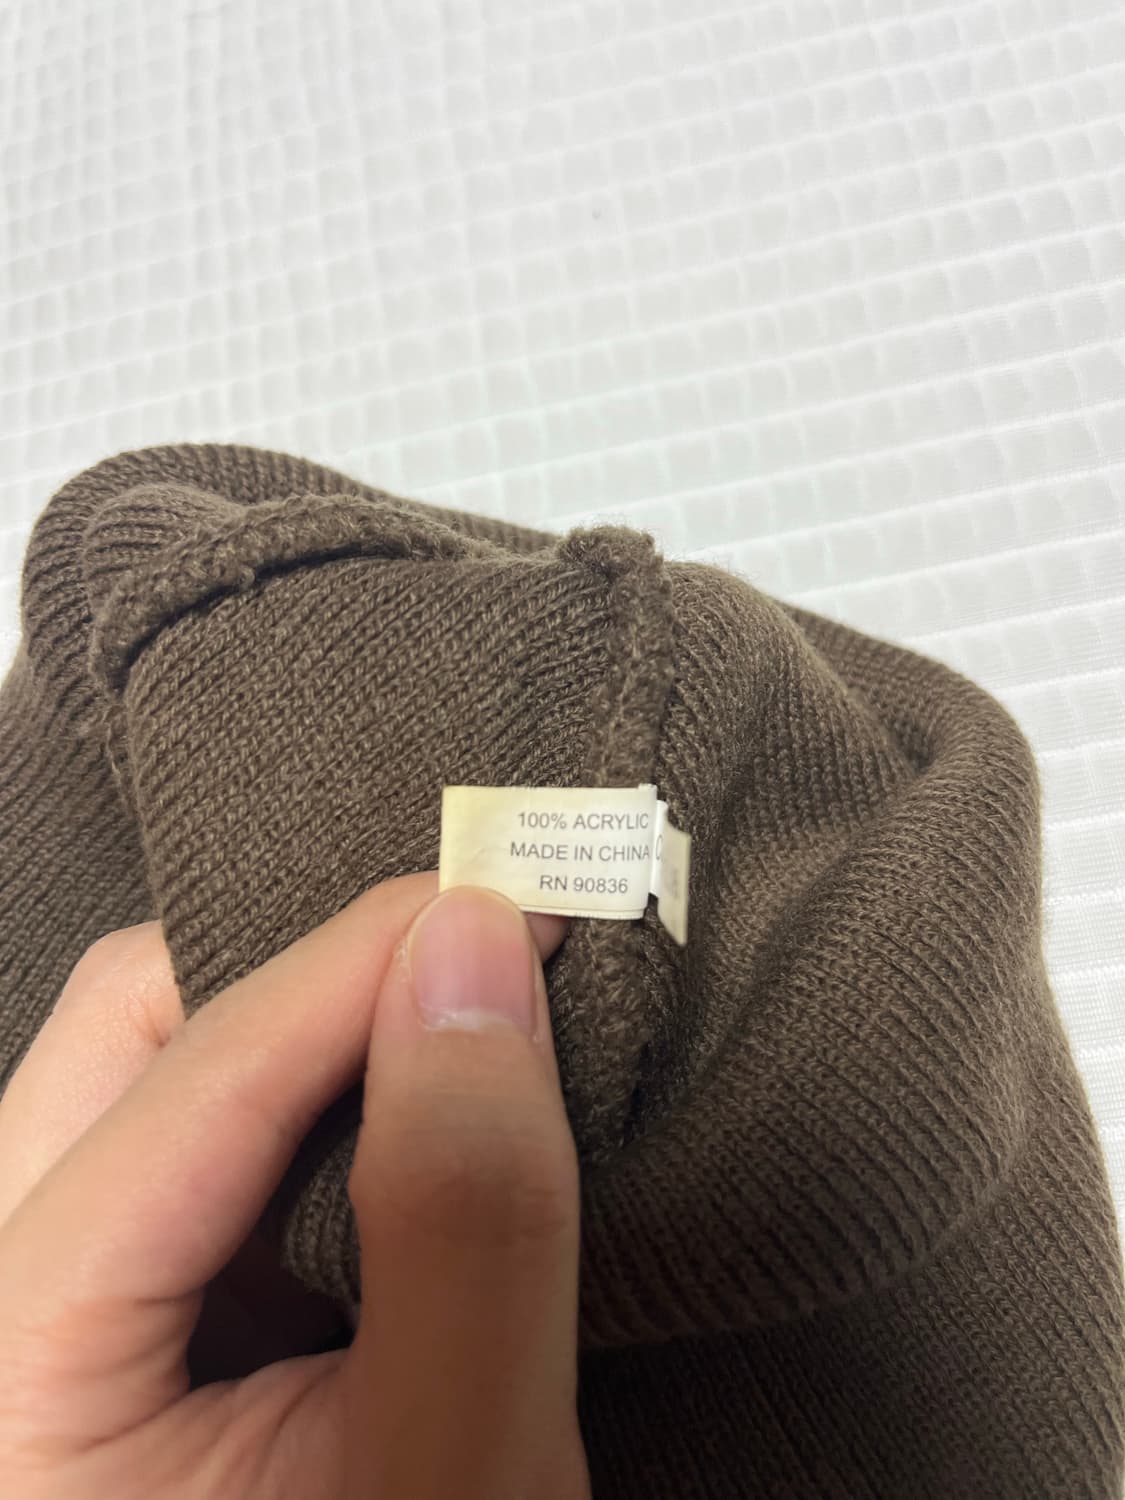 100% ACRYLIC
MADE IN CHINA
RN 90836